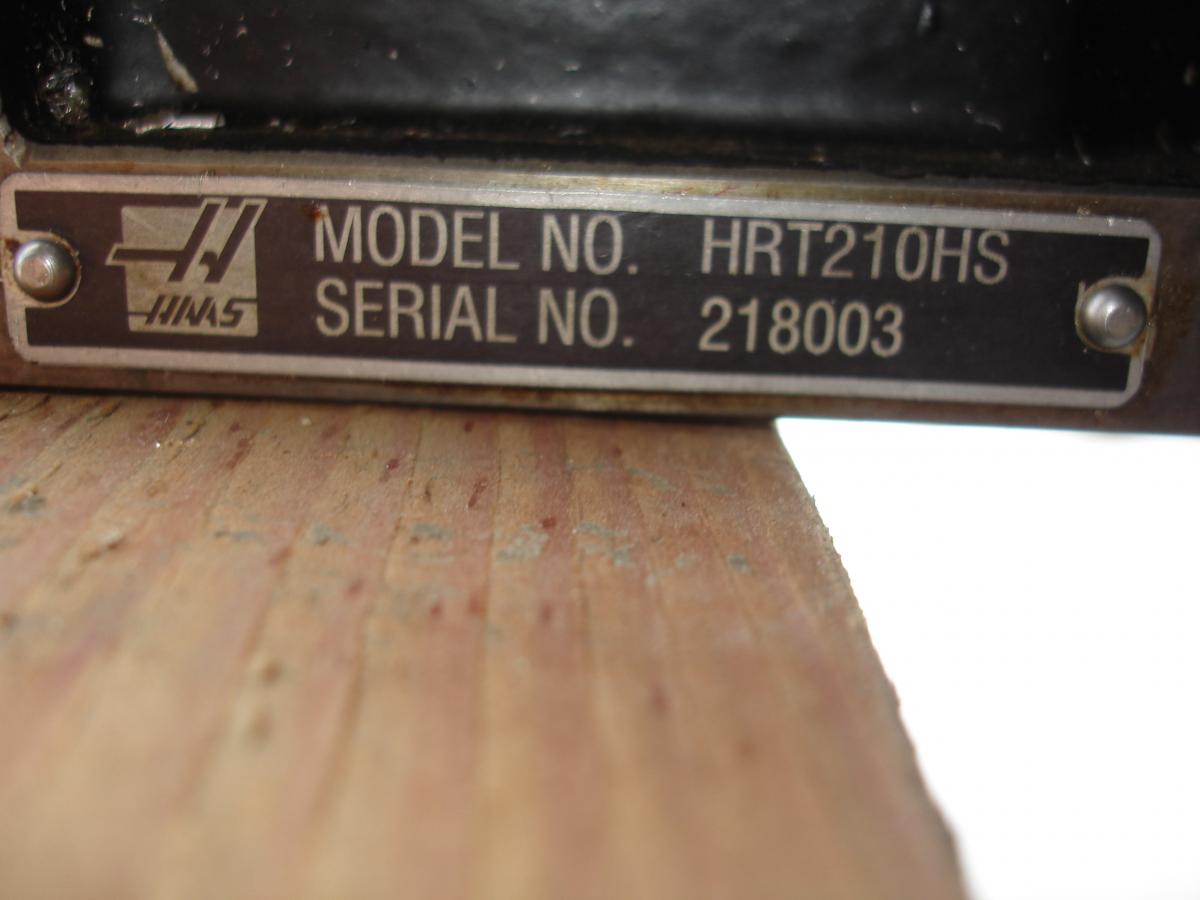 HAAS
MODEL NO. HRT210HS
SERIAL NO. 218003